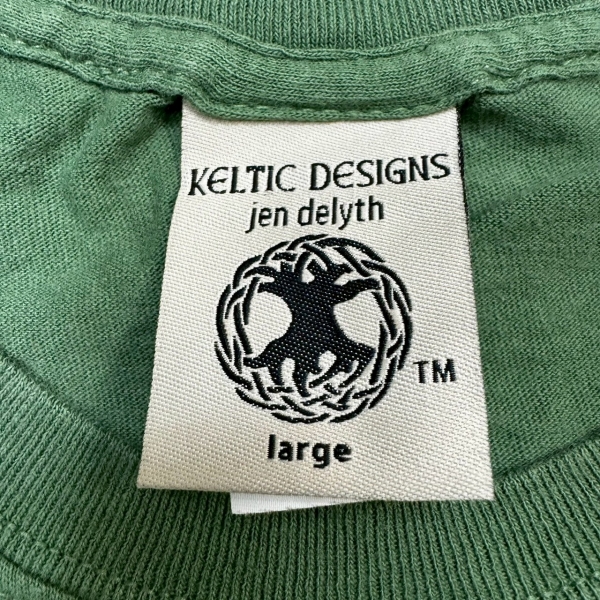 KELTIC DESIGNS
jen delyth
TM
large